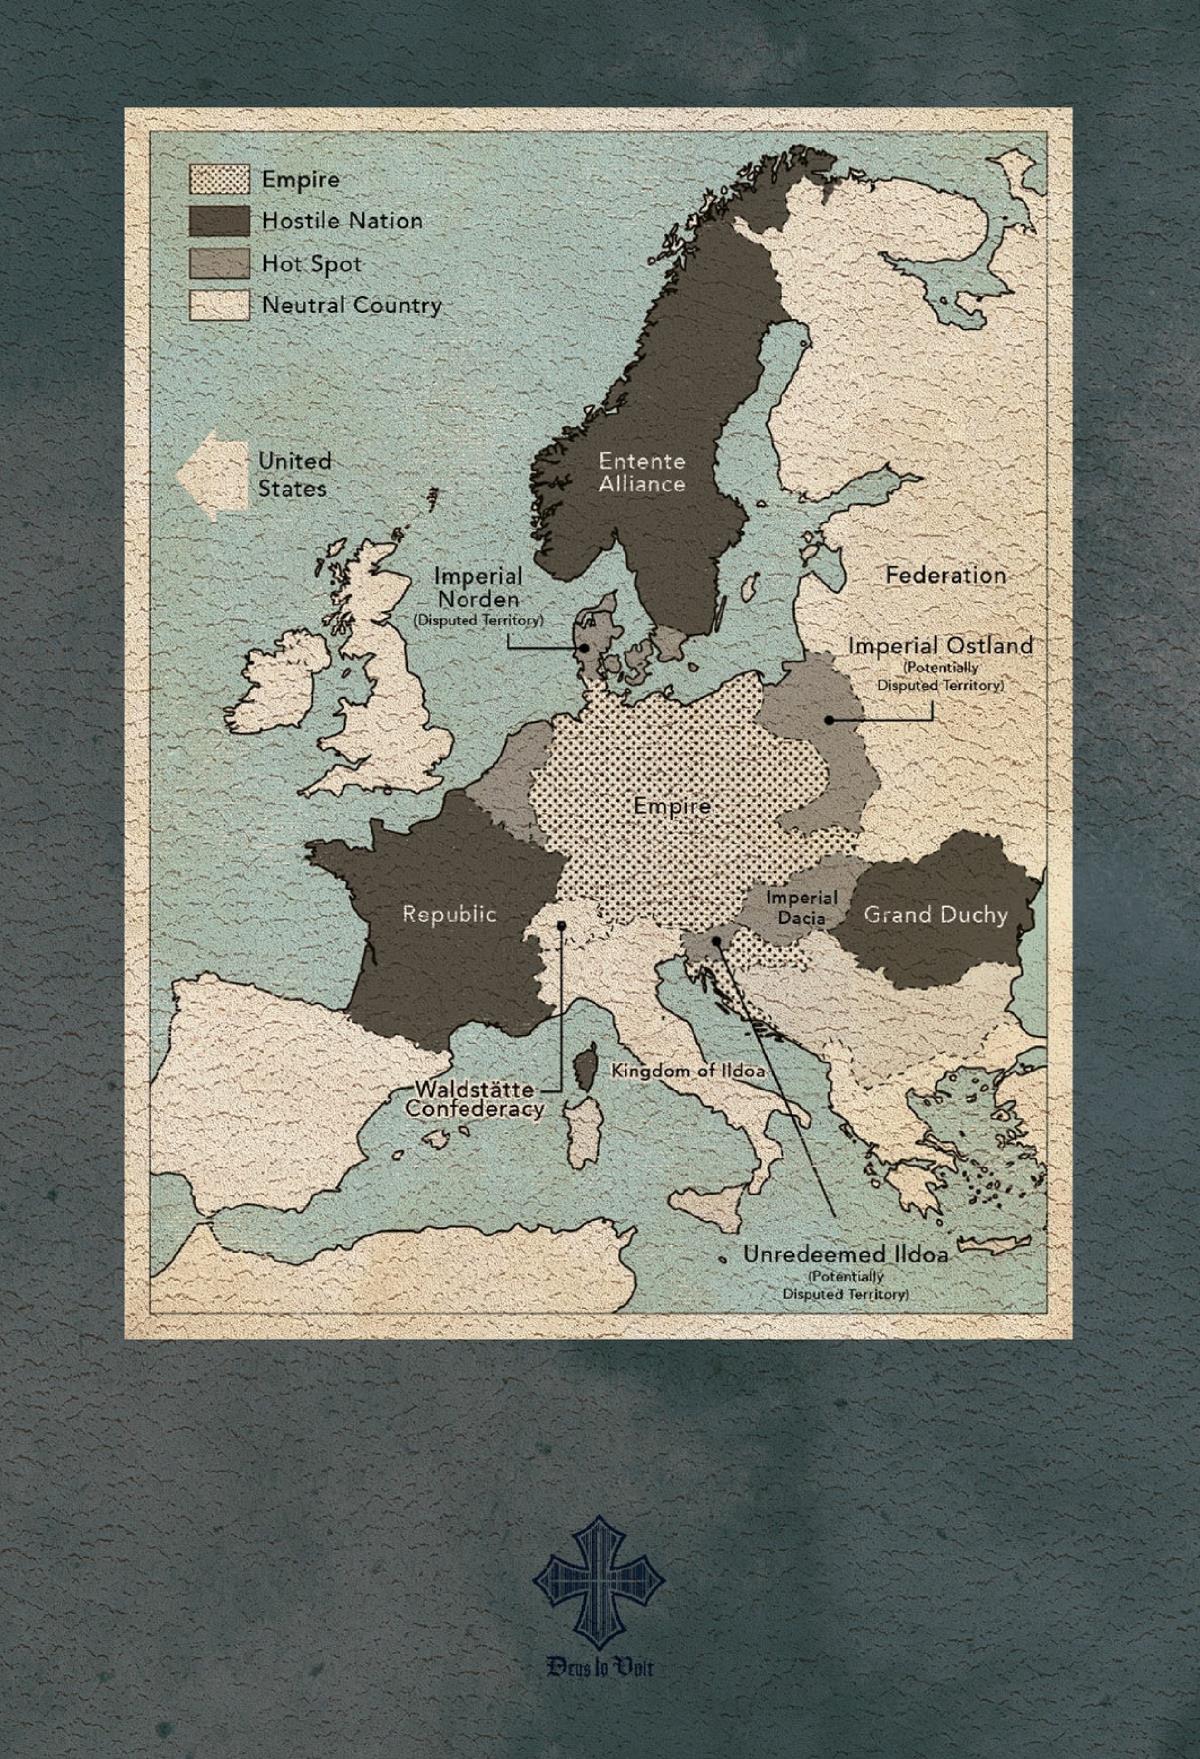 Empire
Hostile Nation
Hot Spot
Neutral Country
United
States
Entente
Alliance
Imperial
Norden
(Disputed Territory)
Federation
Imperial Ostland
(Potentially
Disputed Territory)
Empire
Imperial
Dacia
Republic
Grand Duchy
Kingdom of Ildoa
Waldstätte
Confederacy
Unredeemed Ildoa
(Potentially
Disputed Territory)
Deus lo Volt